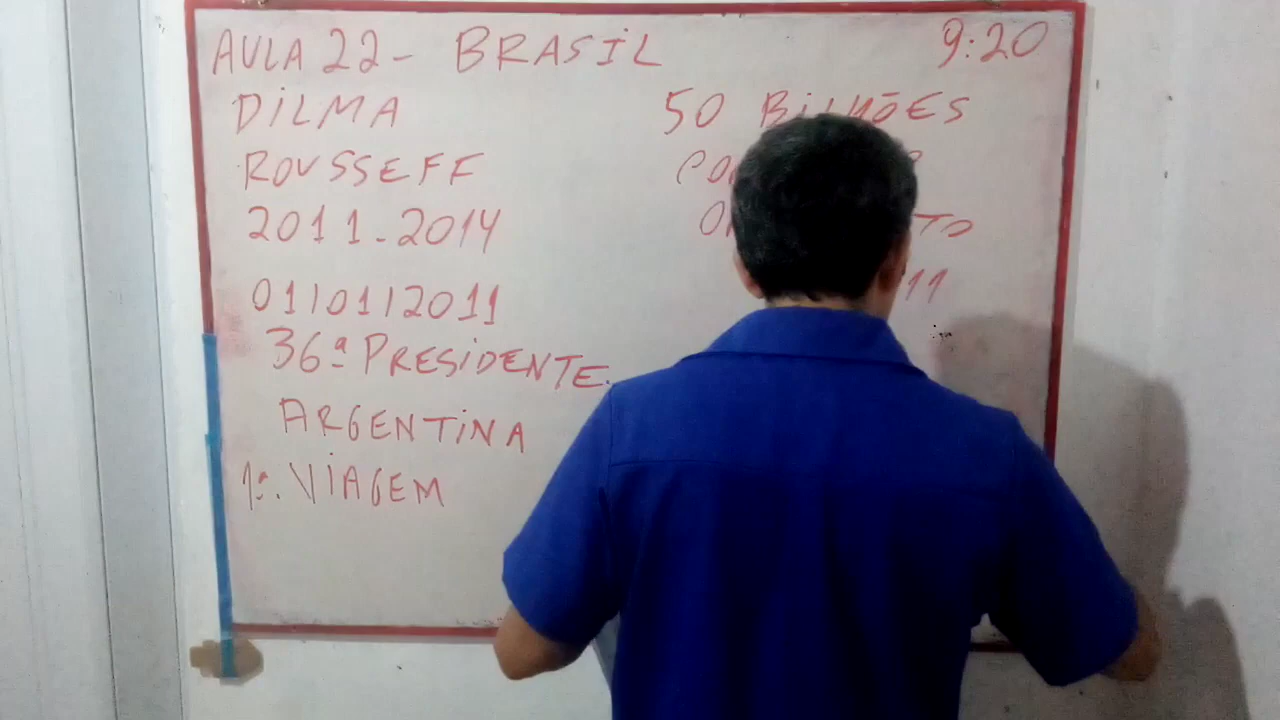 AULA 22 - BRASIL
9:20
DILMA
ROUSSEFF
2011-2014
01/01/2011
36ª PRESIDENTE.
ARGENTINA
1ª. VIAGEM
50 BILHÕES
11